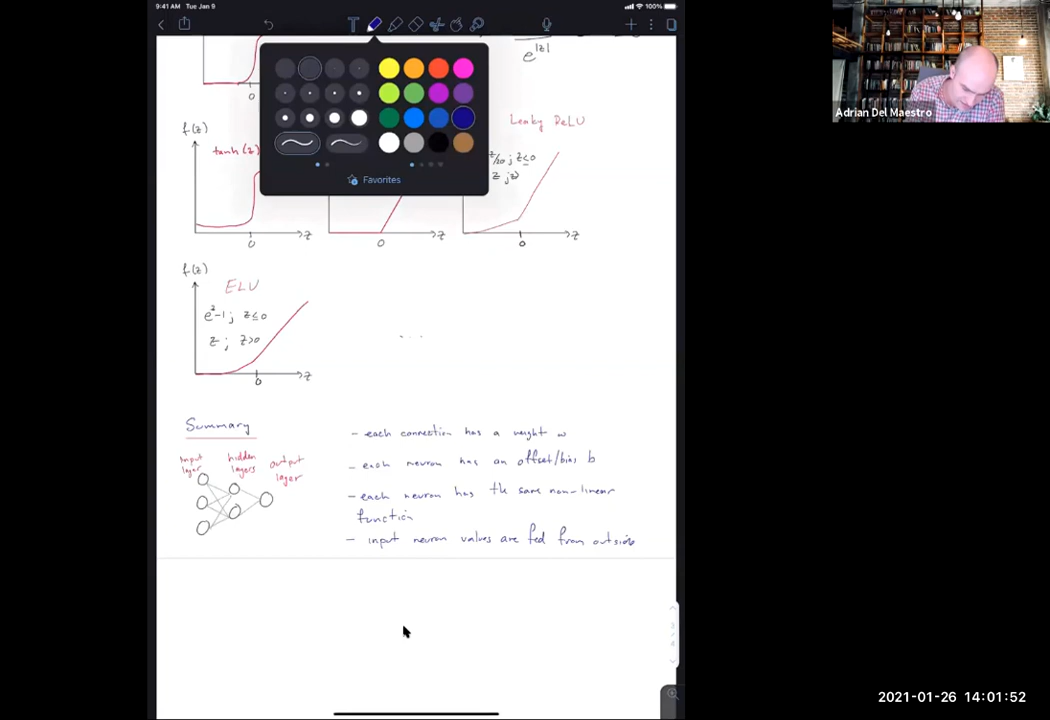 9:41 AM Tue Jan 9
100%
e^|z|
0
f(z)
tanh(z)
Leaky ReLU
z/20 ; z≤0
z ;
z
0
z
0
z
0
f(z)
ELU
e^z-1 ; z≤0
z ; z>0
...
z
0
Favorites
Summary
input layer
hidden layers
output layer
- each connection has a weight w
- each neuron has an offset/bias b
- each neuron has the same non-linear
function
- input neuron values are fed from outside
Adrian Del Maestro
2021-01-26 14:01:52